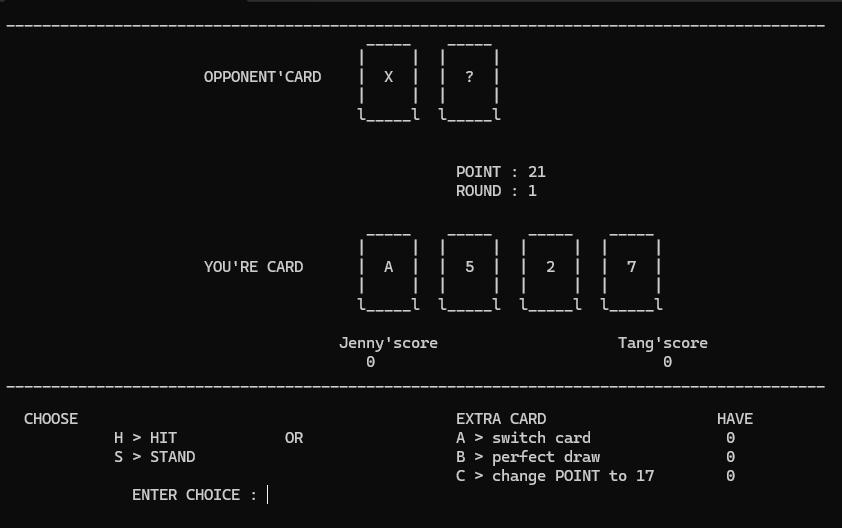 OPPONENT'CARD X ?
POINT : 21
ROUND : 1
YOU'RE CARD A 5 2 7
Jenny'score Tang'score
0 0
CHOOSE EXTRA CARD HAVE
H > HIT OR A > switch card 0
S > STAND B > perfect draw 0
C > change POINT to 17 0
ENTER CHOICE :